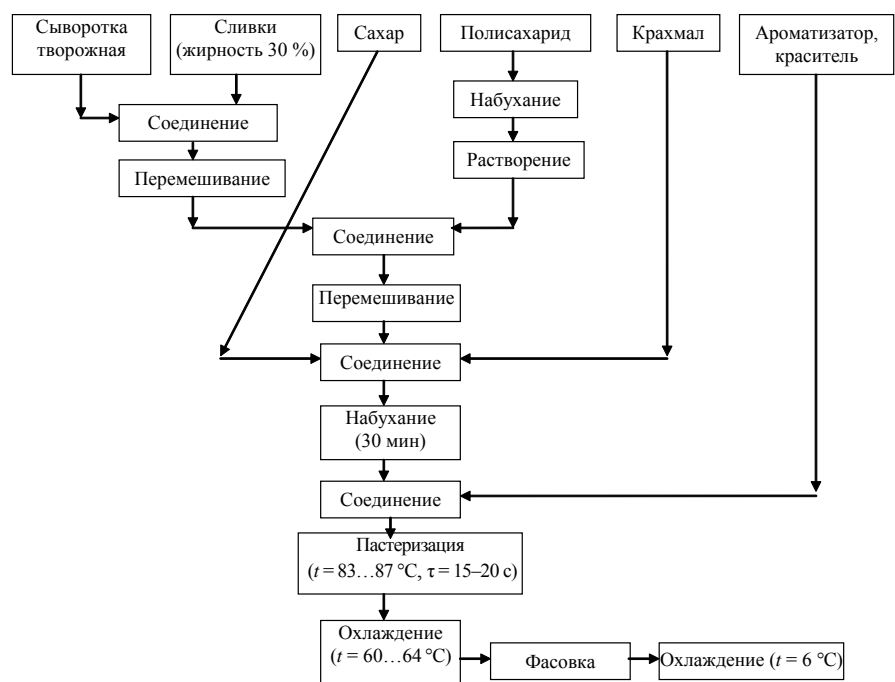 Сыворотка
творожная
Сливки
(жирность 30 %)
Сахар
Полисахарид
Крахмал
Ароматизатор,
краситель
Набухание
Соединение
Растворение
Перемешивание
Соединение
Перемешивание
Соединение
Набухание
(30 мин)
Соединение
Пастеризация
(t = 83…87 °С, τ = 15–20 с)
Охлаждение
(t = 60…64 °С)
Фасовка
Охлаждение (t = 6 °С)